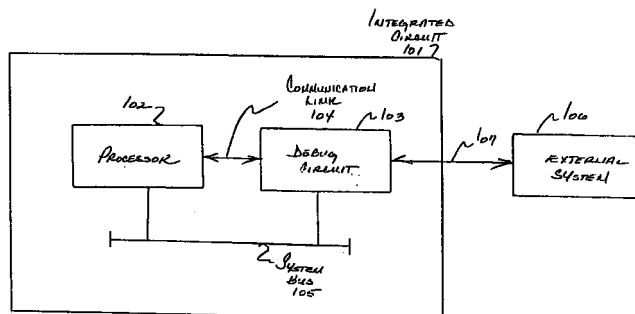 INTEGRATED
CIRCUIT
101
COMMUNICATION
LINK
104
102
103
106
PROCESSOR
DEBUG
CIRCUIT
107
EXTERNAL
SYSTEM
SYSTEM
BUS
105